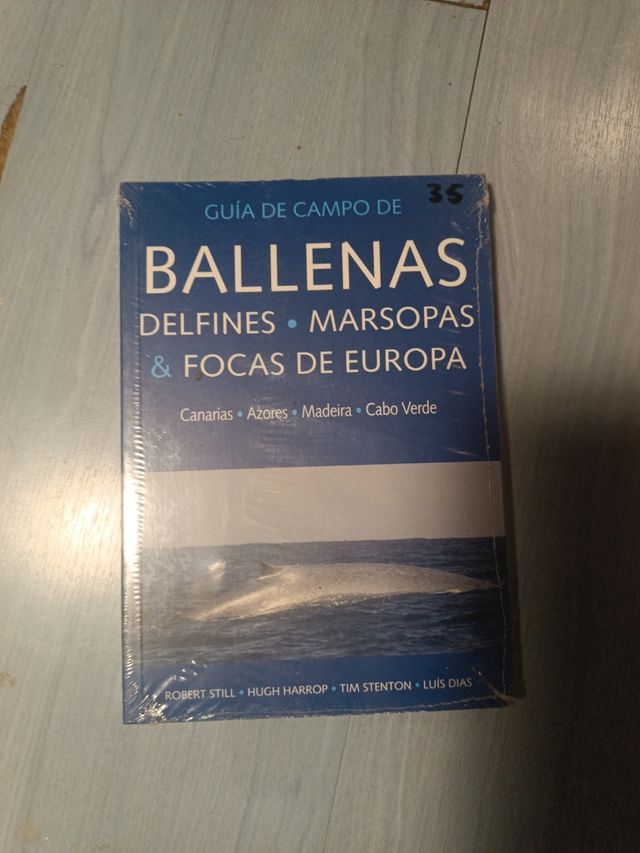 35
GUÍA DE CAMPO DE
BALLENAS
DELFINES • MARSOPAS
& FOCAS DE EUROPA
Canarias • Azores • Madeira • Cabo Verde
ROBERT STILL • HUGH HARROP • TIM STENTON • LUÍS DIAS